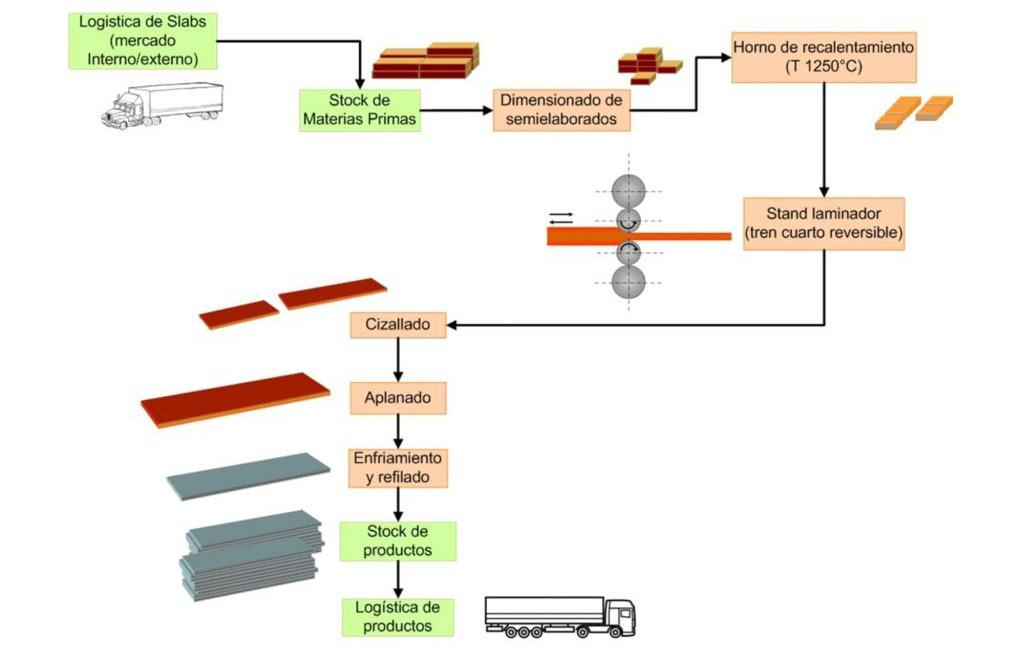 Logistica de Slabs
(mercado
Interno/externo)
Stock de
Materias Primas
Dimensionado de
semielaborados
Horno de recalentamiento
(T 1250°C)
Stand laminador
(tren cuarto reversible)
Cizallado
Aplanado
Enfriamiento
y refilado
Stock de
productos
Logística de
productos